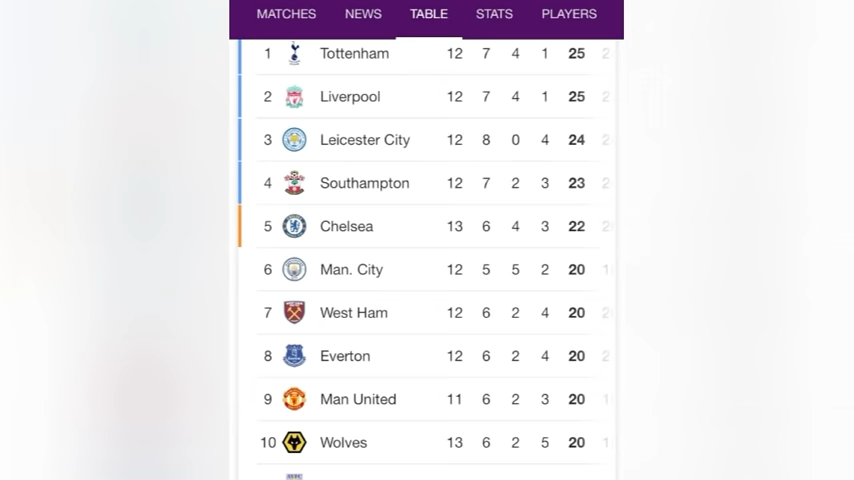 MATCHES NEWS TABLE STATS PLAYERS
1 Tottenham 12 7 4 1 25
2 Liverpool 12 7 4 1 25
3 Leicester City 12 8 0 4 24
4 Southampton 12 7 2 3 23
5 Chelsea 13 6 4 3 22
6 Man. City 12 5 5 2 20
7 West Ham 12 6 2 4 20
8 Everton 12 6 2 4 20
9 Man United 11 6 2 3 20
10 Wolves 13 6 2 5 20